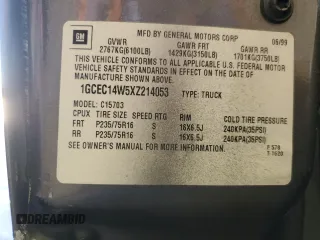 GM
MFD BY GENERAL MOTORS CORP 06/99
GVWR GAWR FRT GAWR RR
2767KG(6100LB) 1429KG(3150LB) 1701KG(3750LB)
THIS VEHICLE CONFORMS TO ALL APPLICABLE U.S. FEDERAL MOTOR
VEHICLE SAFETY STANDARDS IN EFFECT ON THE DATE OF
MANUFACTURE SHOWN ABOVE.
1GCEC14W5XZ214053 TYPE: TRUCK
MODEL: C15703
CPUX TIRE SIZE SPEED RTG RIM COLD TIRE PRESSURE
FRT P235/75R16 S 16X6.5J 240KPA(35PSI)
RR P235/75R16 S 16X6.5J 240KPA(35PSI)
SEE OWNER'S MANUAL FOR MORE INFORMATION.
DREAMBID